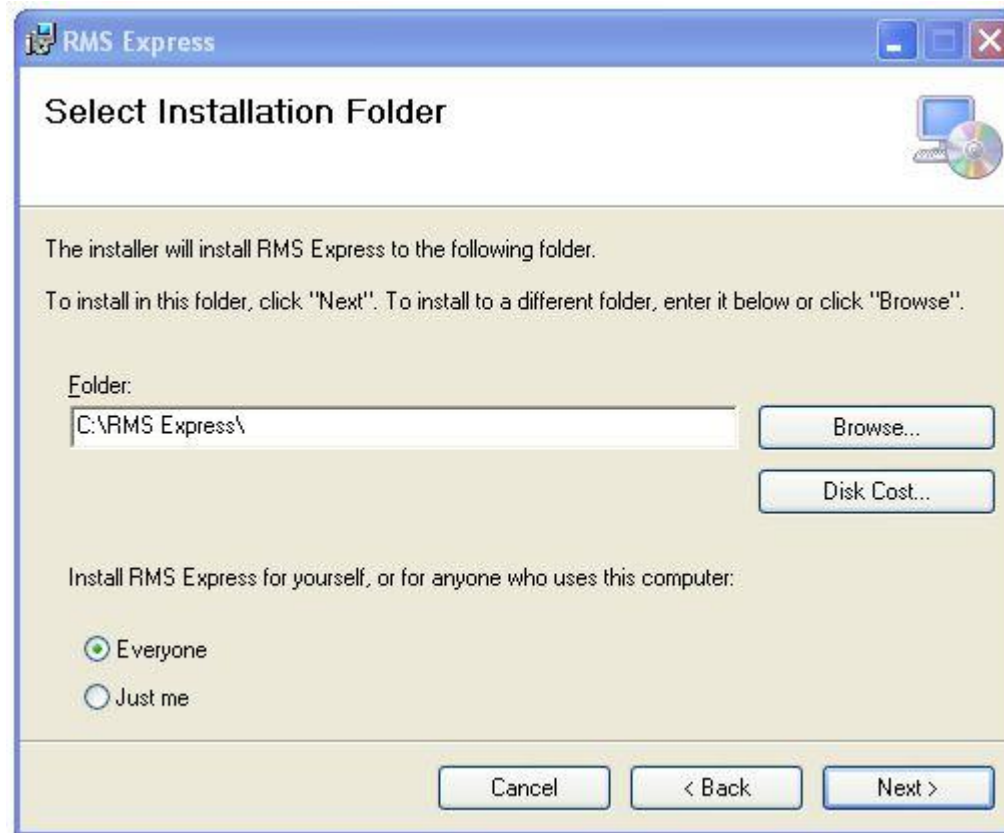 RMS Express
Select Installation Folder
The installer will install RMS Express to the following folder.
To install in this folder, click "Next". To install to a different folder, enter it below or click "Browse".
Folder:
C:\RMS Express\
Browse...
Disk Cost...
Install RMS Express for yourself, or for anyone who uses this computer:
Everyone
Just me
Cancel
< Back
Next >